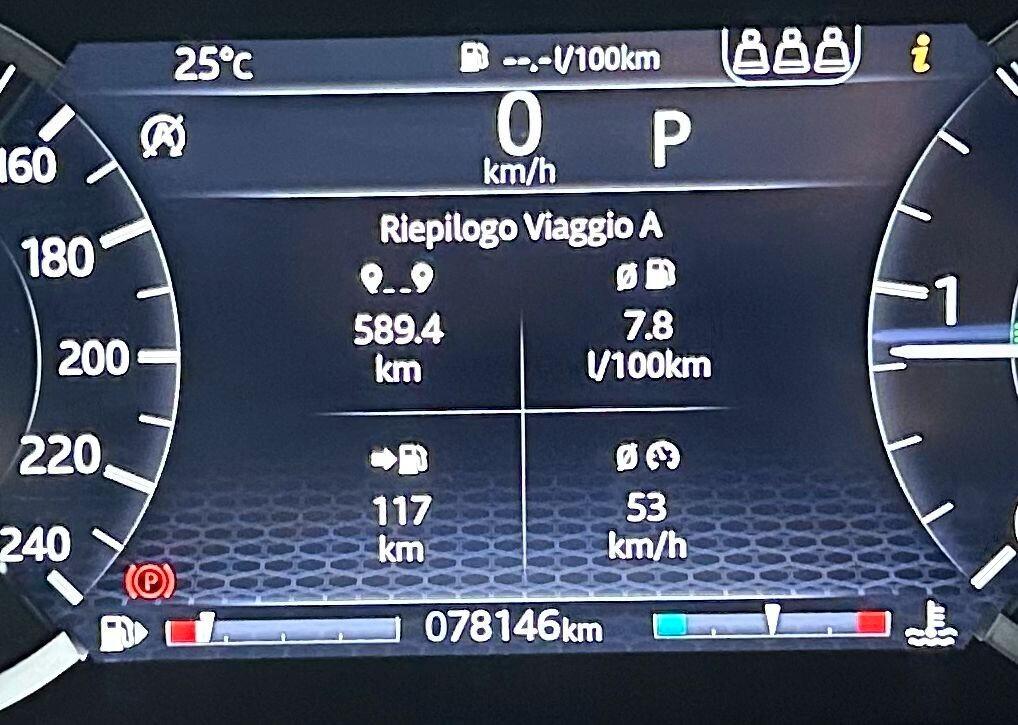 25°C --.-l/100km i
0 P
km/h
160
180
200
220
240
Riepilogo Viaggio A
589.4
km
Ø
7.8
l/100km
117
km
Ø
53
km/h
1
P
078146km